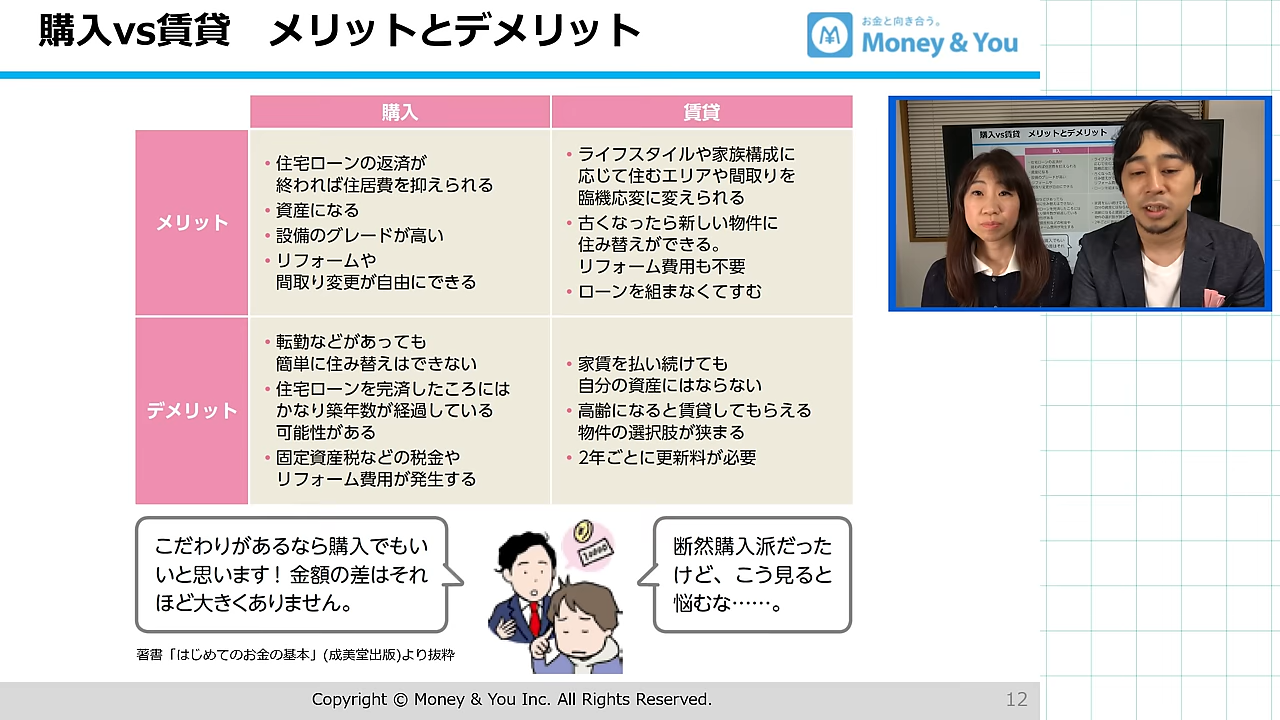 購入vs賃貸 メリットとデメリット
お金と向き合う。
Money & You
購入
賃貸
メリット
・住宅ローンの返済が
終われば住居費を抑えられる
・資産になる
・設備のグレードが高い
・リフォームや
間取り変更が自由にできる
・ライフスタイルや家族構成に
応じて住むエリアや間取りを
臨機応変に変えられる
・古くなったら新しい物件に
住み替えができる。
リフォーム費用も不要
・ローンを組まなくてすむ
デメリット
・転勤などがあっても
簡単に住み替えはできない
・住宅ローンを完済したころには
かなり築年数が経過している
可能性がある
・固定資産税などの税金や
リフォーム費用が発生する
・家賃を払い続けても
自分の資産にはならない
・高齢になると賃貸してもらえる
物件の選択肢が狭まる
・2年ごとに更新料が必要
こだわりがあるなら購入でもい
いと思います！金額の差はそれ
ほど大きくありません。
10000
断然購入派だった
けど、こう見ると
悩むな……。
著書「はじめてのお金の基本」(成美堂出版)より抜粋
Copyright © Money & You Inc. All Rights Reserved.
12
購入vs賃貸 メリットとデメリット